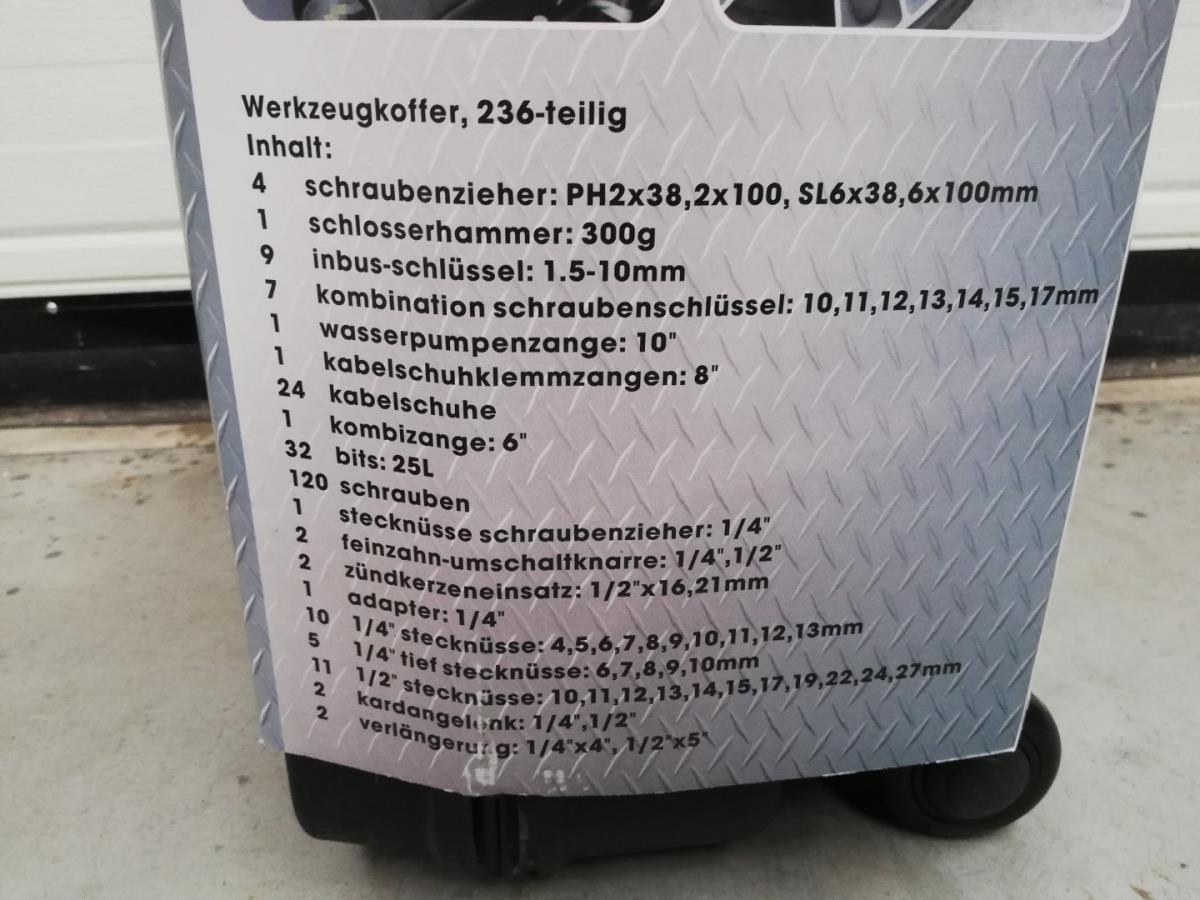 Werkzeugkoffer, 236-teilig
Inhalt:
4 schraubenzieher: PH2x38,2x100, SL6x38,6x100mm
1 schlosserhammer: 300g
9 inbus-schlüssel: 1.5-10mm
7 kombination schraubenschlüssel: 10,11,12,13,14,15,17mm
1 wasserpumpenzange: 10"
1 kabelschuhklemmzangen: 8"
24 kabelschuhe
1 kombizange: 6"
32 bits: 25L
120 schrauben
1 stecknüsse schraubenzieher: 1/4"
2 feinzahn-umschaltknarre: 1/4",1/2"
2 zündkerzeneinsatz: 1/2"x16,21mm
1 adapter: 1/4"
10 1/4" stecknüsse: 4,5,6,7,8,9,10,11,12,13mm
5 1/4" tief stecknüsse: 6,7,8,9,10mm
11 1/2" stecknüsse: 10,11,12,13,14,15,17,19,22,24,27mm
2 kardangelenk: 1/4",1/2"
2 verlängerung: 1/4"x4", 1/2"x5"